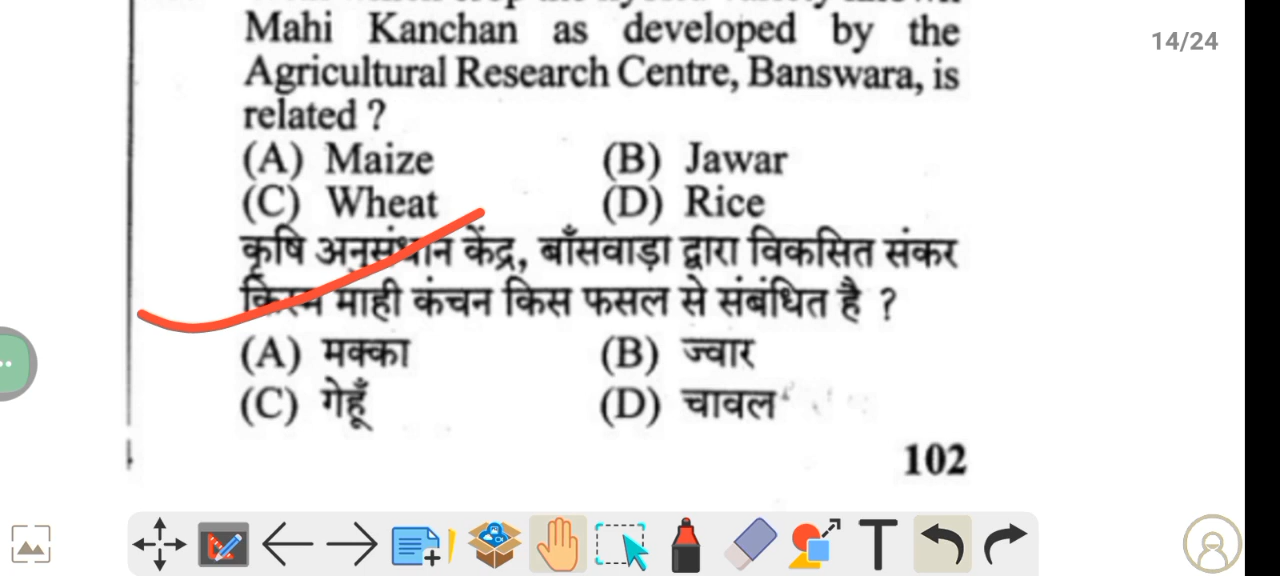 14/24
Mahi Kanchan as developed by the
Agricultural Research Centre, Banswara, is
related ?
(A) Maize (B) Jawar
(C) Wheat (D) Rice
कृषि अनुसंधान केंद्र, बाँसवाड़ा द्वारा विकसित संकर
किस्म माही कंचन किस फसल से संबंधित है ?
(A) मक्का (B) ज्वार
(C) गेहूँ (D) चावल
102
T